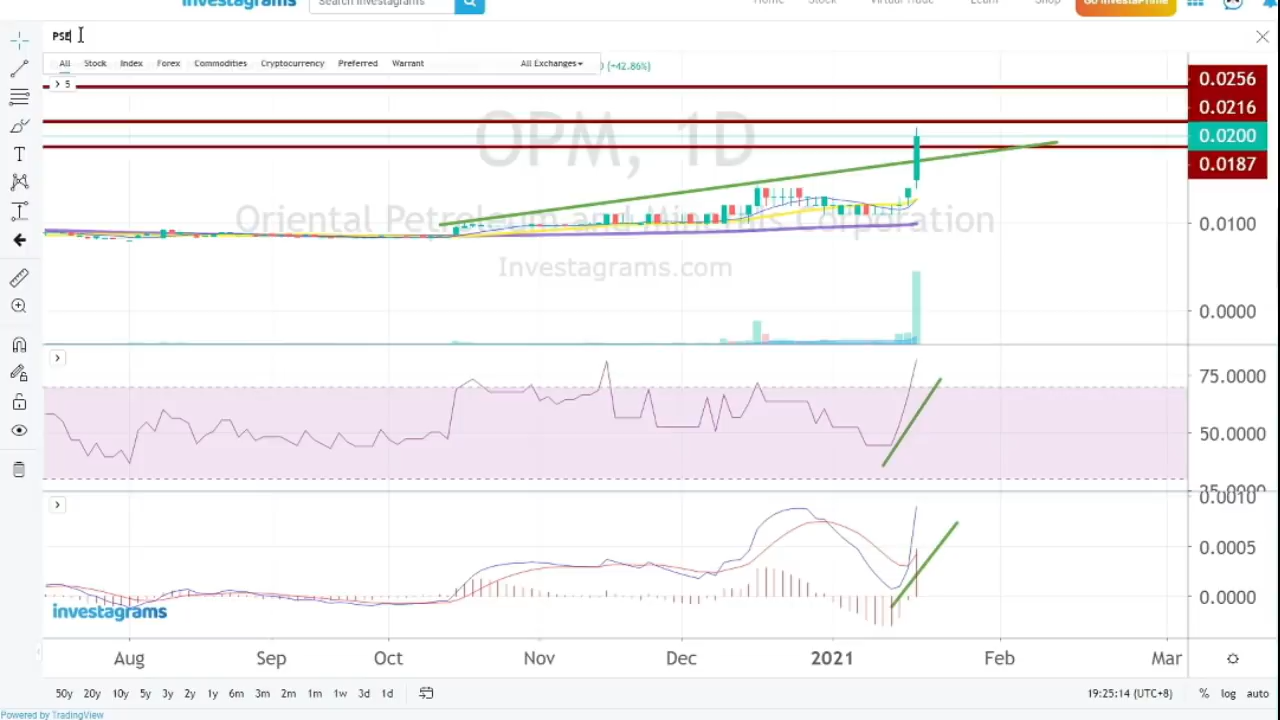 Investagrams
Search Investagrams
Home Stock Virtual Trade Learn Shop Go InvestaPrime
PSE
All Stock Index Forex Commodities Cryptocurrency Preferred Warrant All Exchanges
(+42.86%)
5
0.0256
0.0216
0.0200
0.0187
OPM, 1D
Oriental Petroleum and Minerals Corporation
0.0100
Investagrams.com
0.0000
75.0000
50.0000
25.0000
0.0010
0.0005
0.0000
investagrams
Aug Sep Oct Nov Dec 2021 Feb Mar
50y 20y 10y 5y 3y 2y 1y 6m 3m 2m 1m 1w 3d 1d 19:25:14 (UTC+8) % log auto
Powered by TradingView